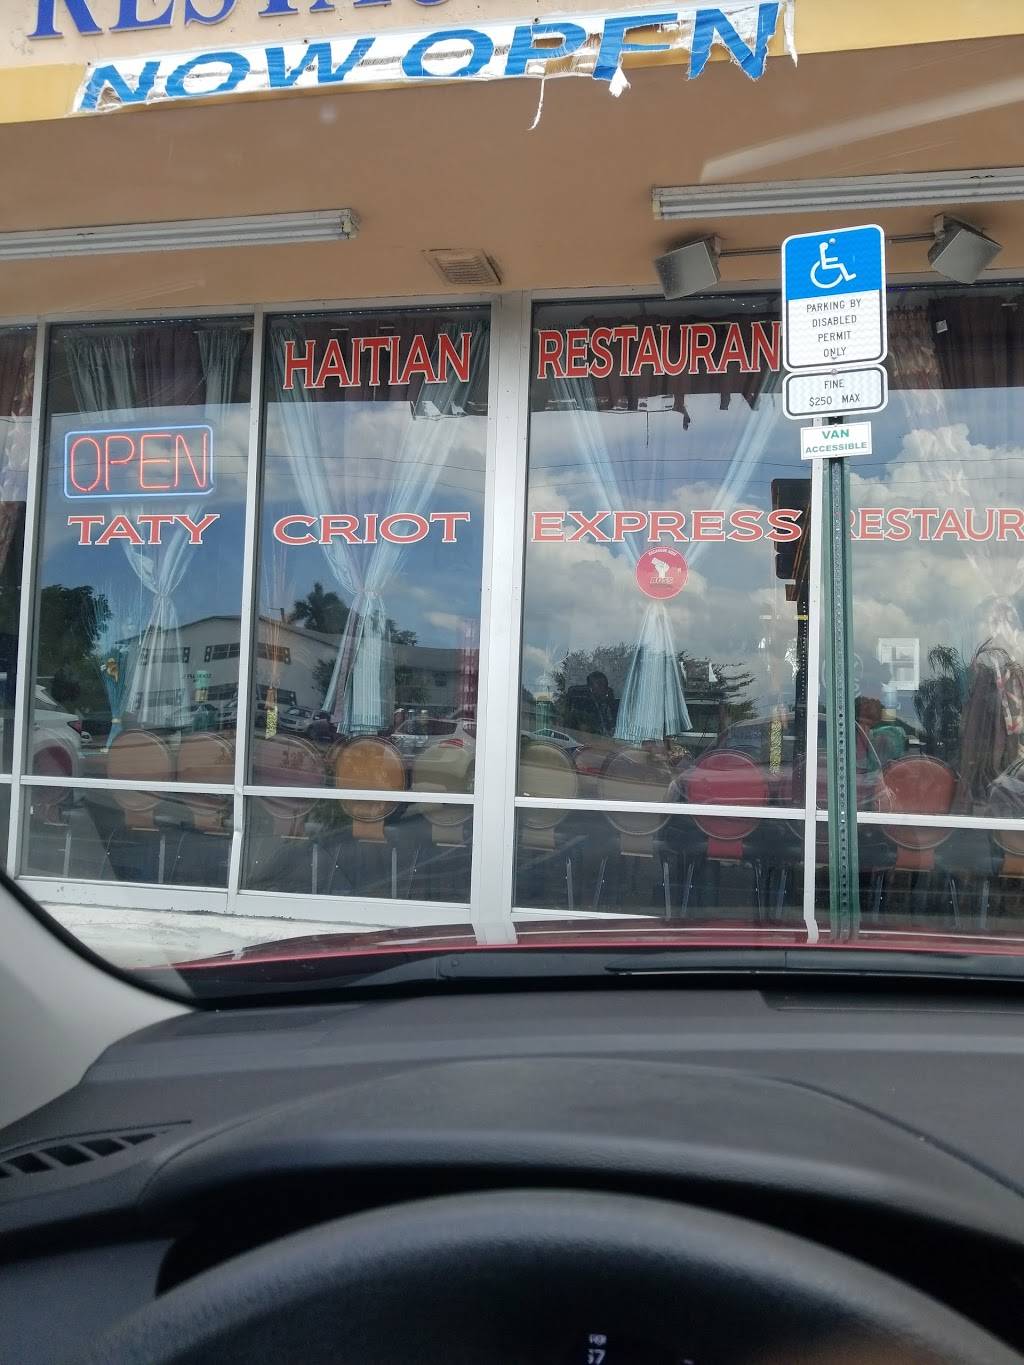 NOW OPEN
HAITIAN RESTAURAN
OPEN
TATY CRIOT EXPRESS RESTAUR
BOSS
PARKING BY
DISABLED
PERMIT
ONLY
FINE
$250 MAX
VAN
ACCESSIBLE